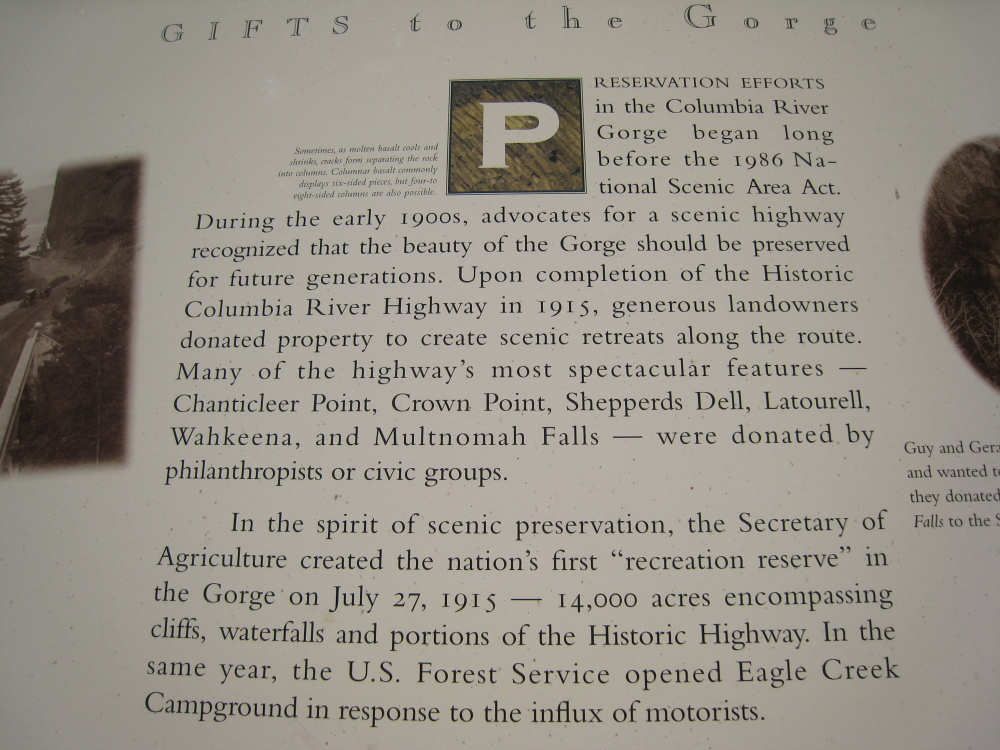 GIFTS to the Gorge
PRESERVATION EFFORTS
in the Columbia River
Gorge began long
before the 1986 Na-
tional Scenic Area Act.
During the early 1900s, advocates for a scenic highway
recognized that the beauty of the Gorge should be preserved
for future generations. Upon completion of the Historic
Columbia River Highway in 1915, generous landowners
donated property to create scenic retreats along the route.
Many of the highway's most spectacular features —
Chanticleer Point, Crown Point, Shepperds Dell, Latourell,
Wahkeena, and Multnomah Falls — were donated by
philanthropists or civic groups.
In the spirit of scenic preservation, the Secretary of
Agriculture created the nation's first “recreation reserve” in
the Gorge on July 27, 1915 — 14,000 acres encompassing
cliffs, waterfalls and portions of the Historic Highway. In the
same year, the U.S. Forest Service opened Eagle Creek
Campground in response to the influx of motorists.
Sometimes, as molten basalt cools and
shrinks, cracks form separating the rock
into columns. Columnar basalt commonly
displays six-sided pieces, but four-to
eight-sided columns are also possible.
Guy and Gera
and wanted to
they donated
Falls to the S